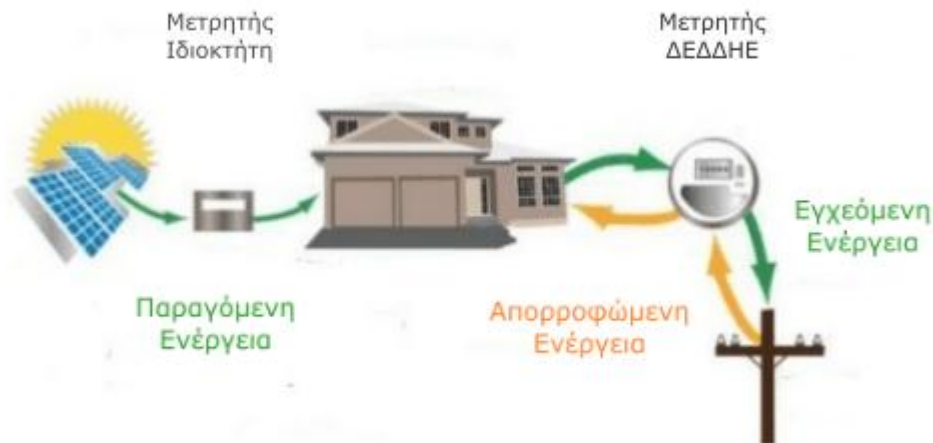 Μετρητής
Ιδιοκτήτη
Μετρητής
ΔΕΔΔΗΕ
Εγχεόμενη
Ενέργεια
Παραγόμενη
Ενέργεια
Απορροφώμενη
Ενέργεια